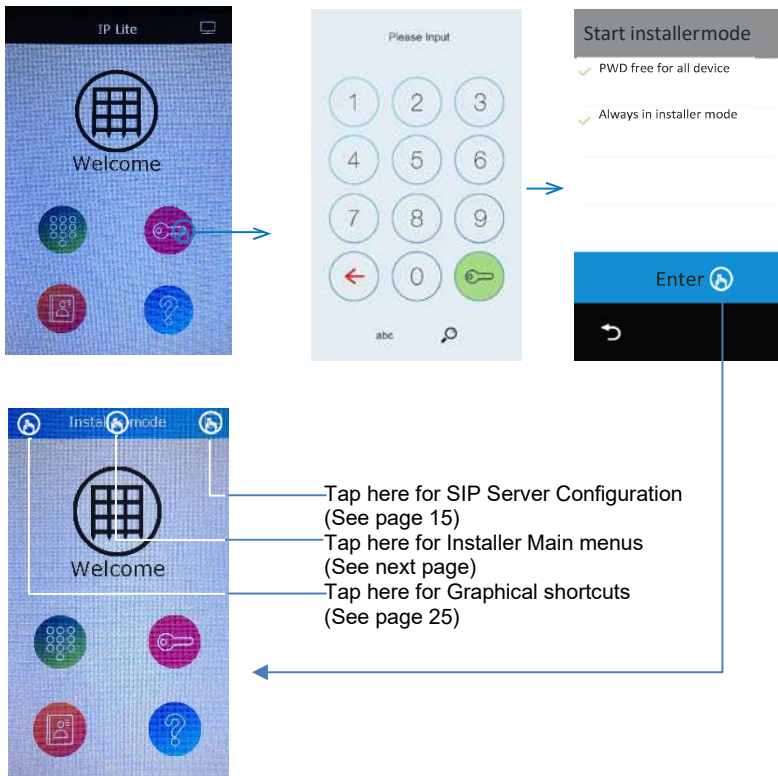 IP Lite
Welcome
Please Input
1 2 3
4 5 6
7 8 9
0
abc
Start installermode
PWD free for all device
Always in installer mode
Enter
mode
Welcome
Tap here for SIP Server Configuration
(See page 15)
Tap here for Installer Main menus
(See next page)
Tap here for Graphical shortcuts
(See page 25)